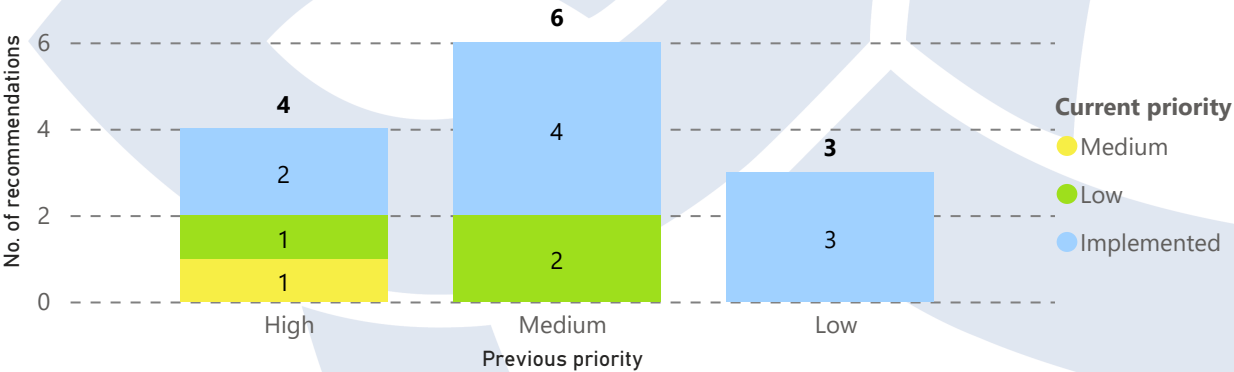 No. of recommendations
6
4
2
0
4
2
1
1
6
4
2
3
3
High
Medium
Low
Previous priority
Current priority
Medium
Low
Implemented